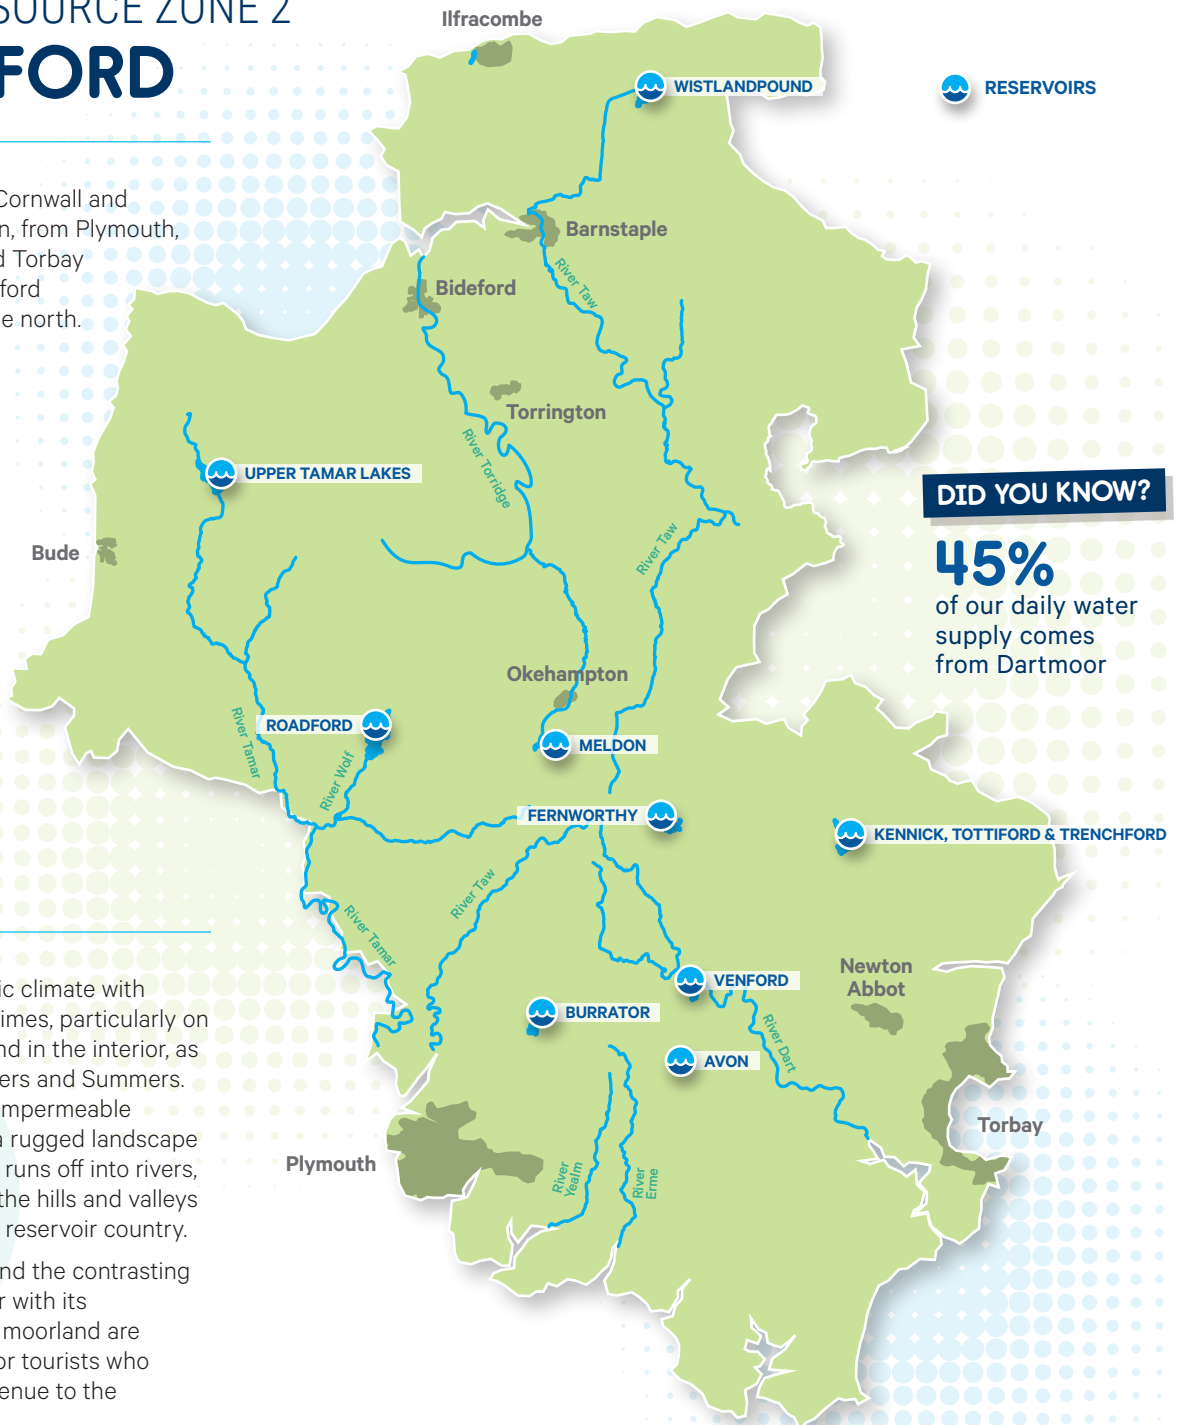 SOURCE ZONE 2
FORD
Cornwall and
n, from Plymouth,
d Torbay
ford
e north.
ic climate with
times, particularly on
nd in the interior, as
ers and Summers.
impermeable
a rugged landscape
runs off into rivers,
the hills and valleys
reservoir country.
nd the contrasting
r with its
moorland are
or tourists who
enue to the
Ilfracombe
WISTLANDPOUND
RESERVOIRS
Barnstaple
River Taw
Bideford
Torrington
River Torridge
UPPER TAMAR LAKES
Bude
River Taw
DID YOU KNOW?
45%
of our daily water
supply comes
from Dartmoor
Okehampton
ROADFORD
MELDON
River Tamar
River Wolf
FERNWORTHY
KENNICK, TOTTIFORD & TRENCHFORD
River Taw
River Tamar
Newton
Abbot
VENFORD
BURRATOR
River Dart
AVON
Torbay
Plymouth
River
Yealm
River
Erme